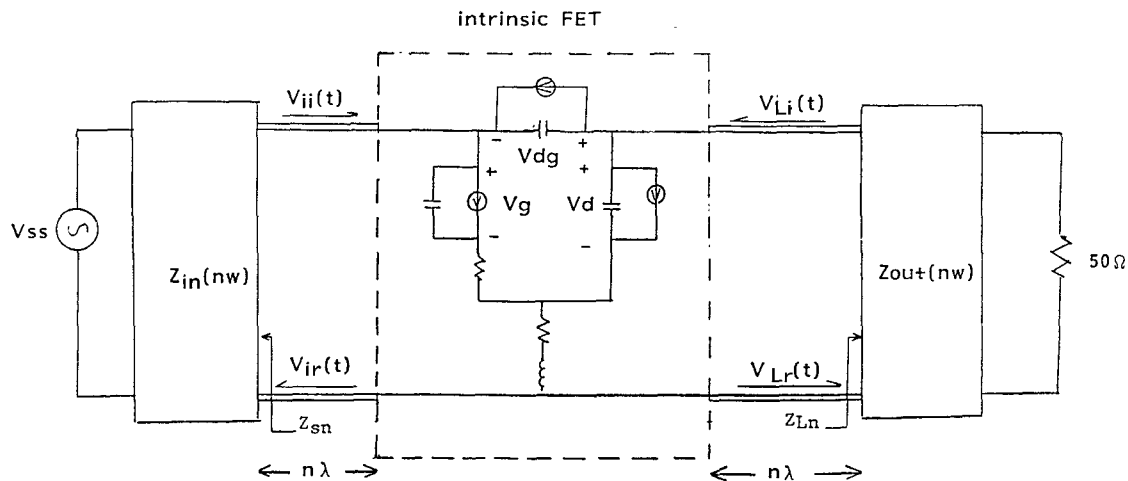 intrinsic FET
Vii(t)
VLi(t)
- +
Vdg
+ +
Vg Vd
- -
Vss
Zin(nw)
Zout(nw)
50Ω
Vir(t)
VLr(t)
Zsn
ZLn
nλ
nλ